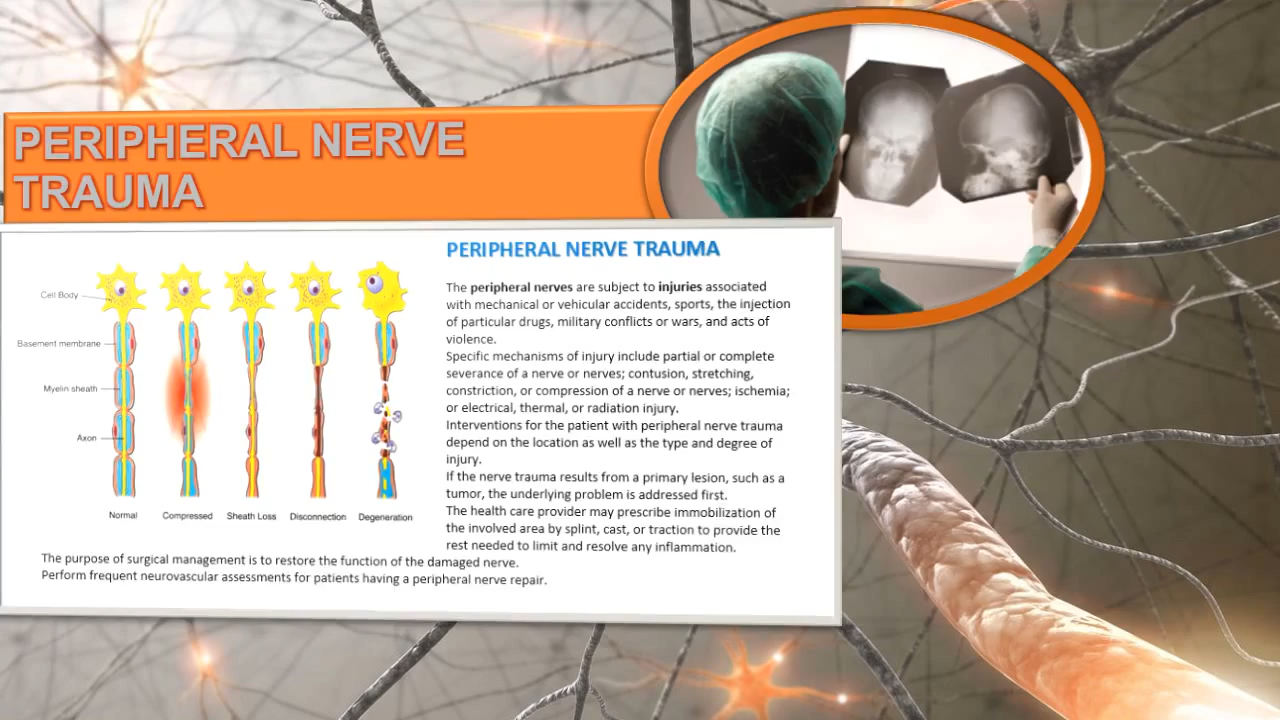 PERIPHERAL NERVE
TRAUMA
PERIPHERAL NERVE TRAUMA
Cell Body
Basement membrane
Myelin sheath
Axon
Normal Compressed Sheath Loss Disconnection Degeneration
The peripheral nerves are subject to injuries associated
with mechanical or vehicular accidents, sports, the injection
of particular drugs, military conflicts or wars, and acts of
violence.
Specific mechanisms of injury include partial or complete
severance of a nerve or nerves; contusion, stretching,
constriction, or compression of a nerve or nerves; ischemia;
or electrical, thermal, or radiation injury.
Interventions for the patient with peripheral nerve trauma
depend on the location as well as the type and degree of
injury.
If the nerve trauma results from a primary lesion, such as a
tumor, the underlying problem is addressed first.
The health care provider may prescribe immobilization of
the involved area by splint, cast, or traction to provide the
rest needed to limit and resolve any inflammation.
The purpose of surgical management is to restore the function of the damaged nerve.
Perform frequent neurovascular assessments for patients having a peripheral nerve repair.